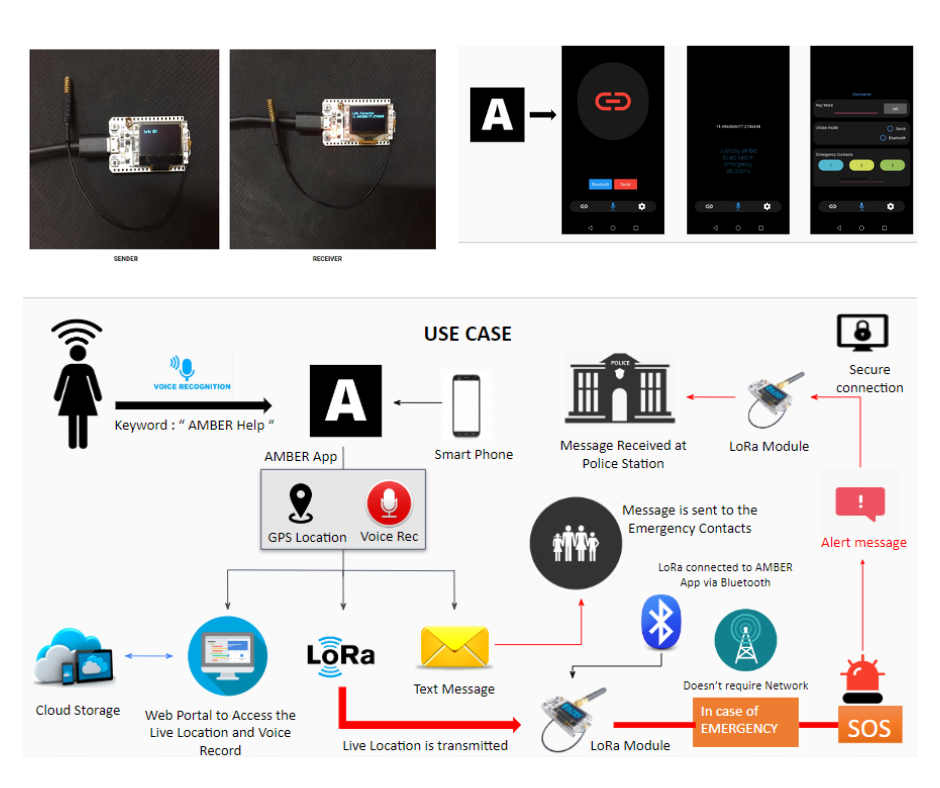 LoRa
SENDER
RECEIVER
A
Bluetooth
Send
Just say amber
to activate in
emergency
situations
Username
Key Word
set
mode
Send
Bluetooth
Emergency Contacts
1
2
3
USE CASE
VOICE RECOGNITION
Keyword : “ AMBER Help “
A
AMBER App
Smart Phone
POLICE
Message Received at
Police Station
LoRa Module
Secure
connection
GPS Location
Voice Rec
Message is sent to the
Emergency Contacts
!
Alert message
LoRa connected to AMBER
App via Bluetooth
LoRa
Cloud Storage
Web Portal to Access the
Live Location and Voice
Record
Text Message
Live Location is transmitted
LoRa Module
Doesn’t require Network
In case of
EMERGENCY
SOS